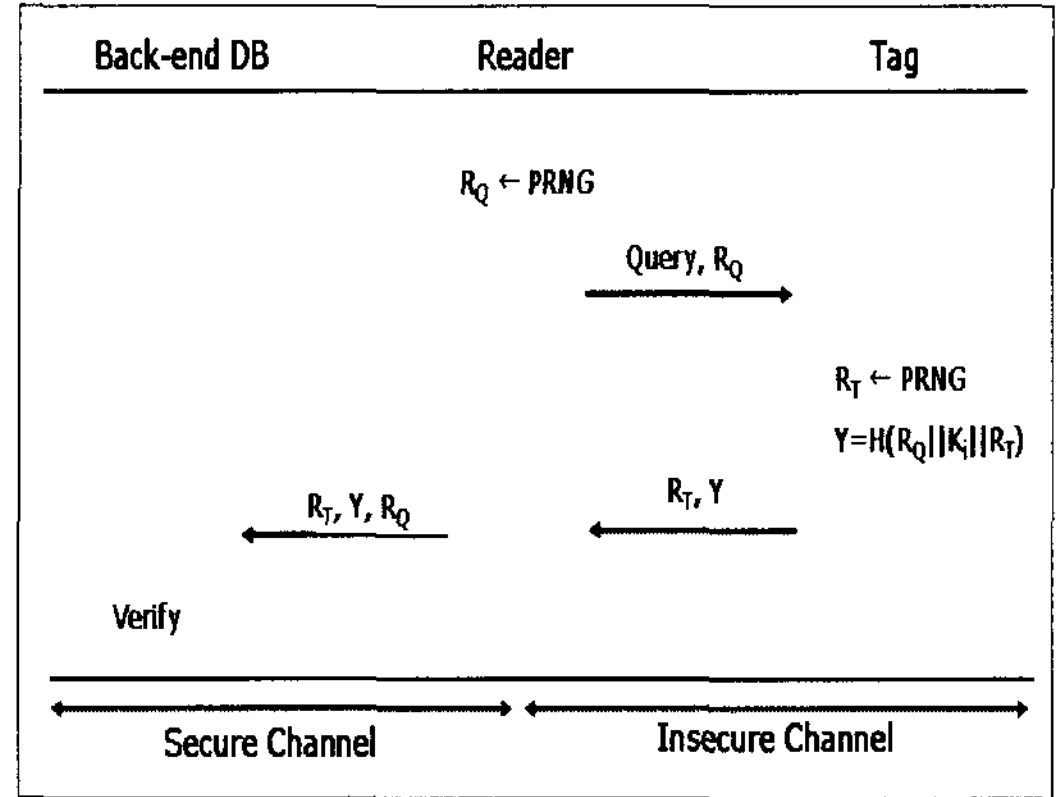 Back-end DB Reader Tag
R_Q ← PRNG
Query, R_Q
R_T ← PRNG
Y=H(R_Q||K_i||R_T)
R_T, Y, R_Q
R_T, Y
Verify
Secure Channel
Insecure Channel